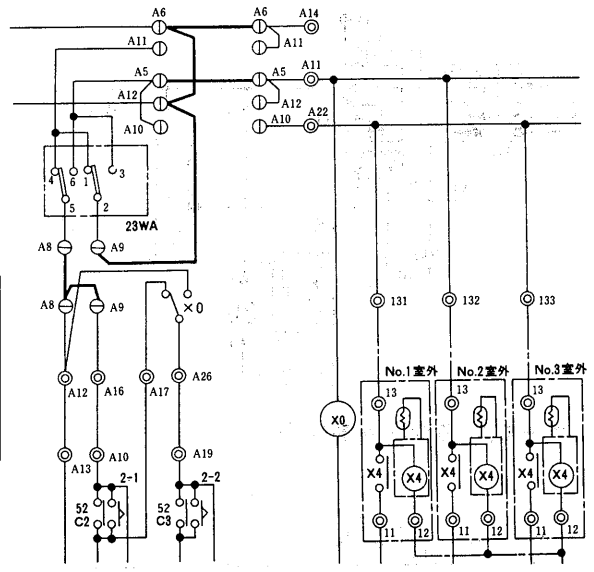 A6
A6
A14
A11
A11
A5
A5
A11
A12
A12
A10
A10
A22
4
6
1
3
5
2
23WA
A8
A9
A8
A9
X0
131
132
133
A12
A16
A17
A26
No.1室外
No.2室外
No.3室外
13
13
13
X0
X4
X4
X4
X4
X4
X4
A13
A10
A19
2-1
2-2
52
C2
52
C3
11
12
11
12
11
12